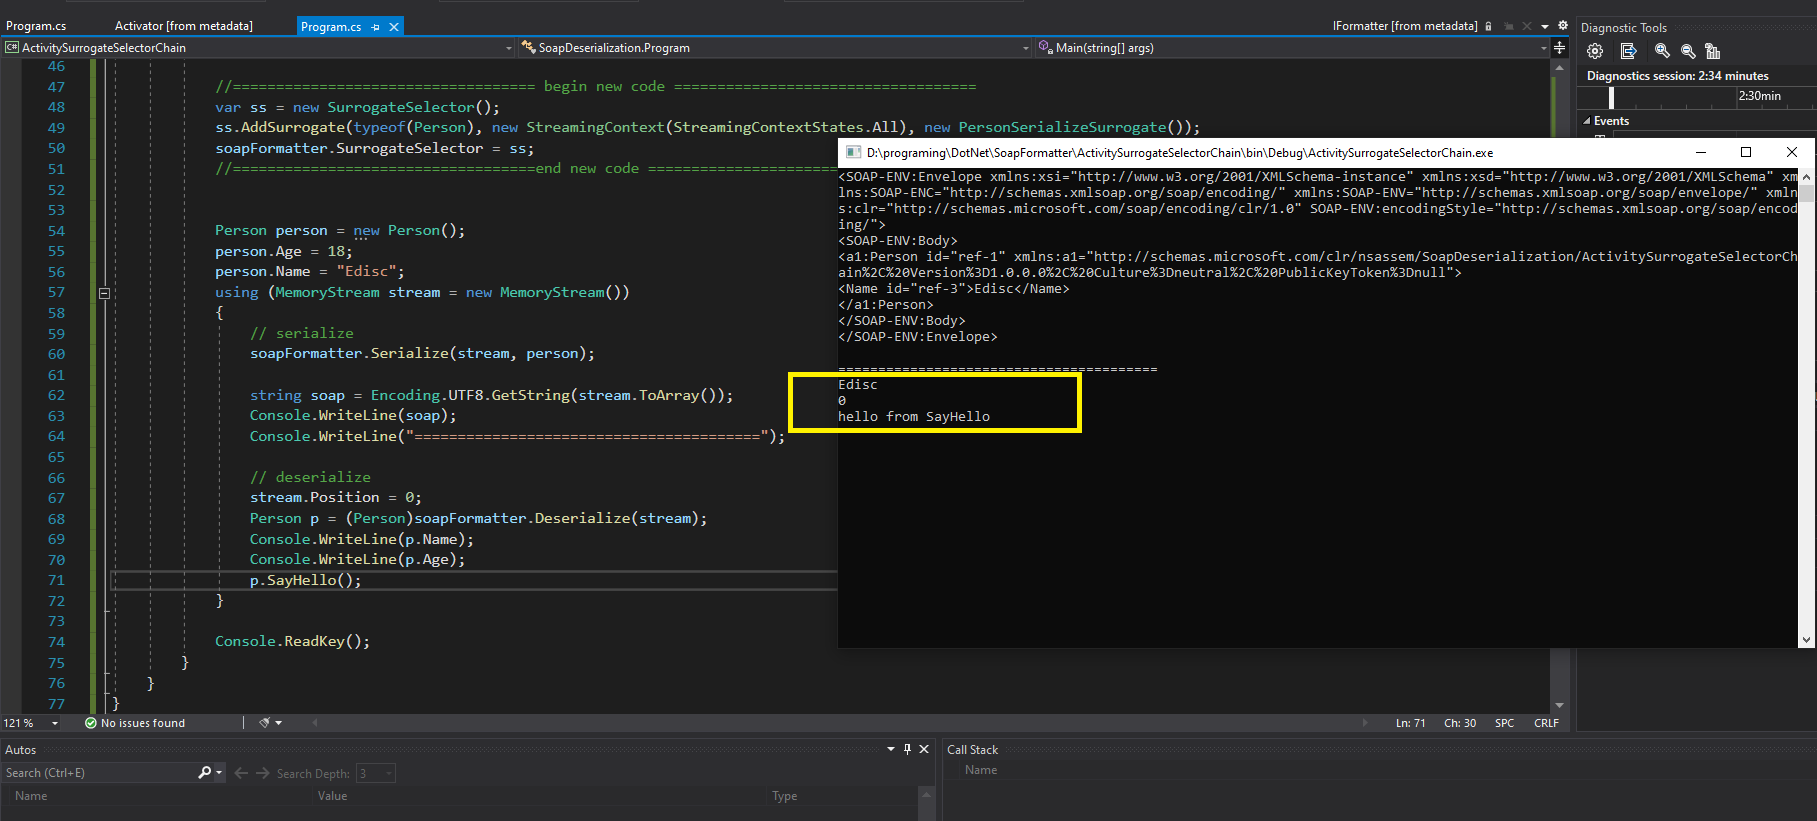 Program.cs
Activator [from metadata]
Program.cs
IFormatter [from metadata]
C# ActivitySurrogateSelectorChain
SoapDeserialization.Program
Main(string[] args)
46
47 //=================================== begin new code ===================================
48 var ss = new SurrogateSelector();
49 ss.AddSurrogate(typeof(Person), new StreamingContext(StreamingContextStates.All), new PersonSerializeSurrogate());
50 soapFormatter.SurrogateSelector = ss;
51 //===================================end new code =====================
52
53
54 Person person = new Person();
55 person.Age = 18;
56 person.Name = "Edisc";
57 using (MemoryStream stream = new MemoryStream())
58 {
59 // serialize
60 soapFormatter.Serialize(stream, person);
61
62 string soap = Encoding.UTF8.GetString(stream.ToArray());
63 Console.WriteLine(soap);
64 Console.WriteLine("========================================");
65
66 // deserialize
67 stream.Position = 0;
68 Person p = (Person)soapFormatter.Deserialize(stream);
69 Console.WriteLine(p.Name);
70 Console.WriteLine(p.Age);
71 p.SayHello();
72 }
73
74 Console.ReadKey();
75 }
76 }
77 }
121 %
No issues found
Ln: 71 Ch: 30 SPC CRLF
D:\programing\DotNet\SoapFormatter\ActivitySurrogateSelectorChain\bin\Debug\ActivitySurrogateSelectorChain.exe
<SOAP-ENV:Envelope xmlns:xsi="http://www.w3.org/2001/XMLSchema-instance" xmlns:xsd="http://www.w3.org/2001/XMLSchema" xm
lns:SOAP-ENC="http://schemas.xmlsoap.org/soap/encoding/" xmlns:SOAP-ENV="http://schemas.xmlsoap.org/soap/envelope/" xmln
s:clr="http://schemas.microsoft.com/soap/encoding/clr/1.0" SOAP-ENV:encodingStyle="http://schemas.xmlsoap.org/soap/encod
ing/">
<SOAP-ENV:Body>
<a1:Person id="ref-1" xmlns:a1="http://schemas.microsoft.com/clr/nsassem/SoapDeserialization/ActivitySurrogateSelectorCh
ain%2C%20Version%3D1.0.0.0%2C%20Culture%3Dneutral%2C%20PublicKeyToken%3Dnull">
<Name id="ref-3">Edisc</Name>
</a1:Person>
</SOAP-ENV:Body>
</SOAP-ENV:Envelope>
========================================
Edisc
0
hello from SayHello
Diagnostic Tools
Diagnostics session: 2:34 minutes
2:30min
Events
Autos
Search (Ctrl+E)
Search Depth: 3
Name Value Type
Call Stack
Name